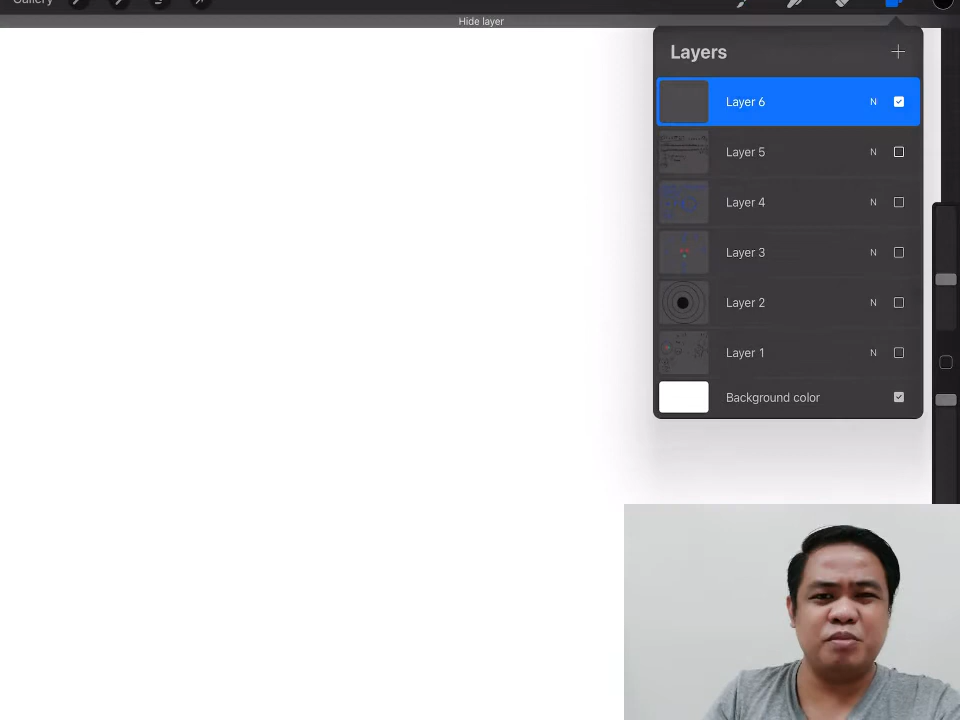 Gallery
Hide layer
Layers
Layer 6 N
Layer 5 N
Layer 4 N
Layer 3 N
Layer 2 N
Layer 1 N
Background color